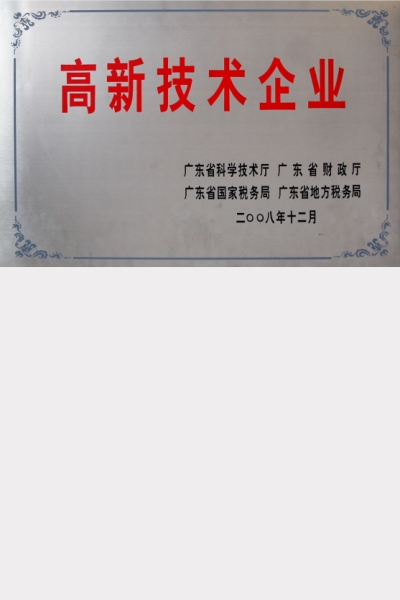 高新技术企业
广东省科学技术厅 广东省财政厅
广东省国家税务局 广东省地方税务局
二〇〇八年十二月